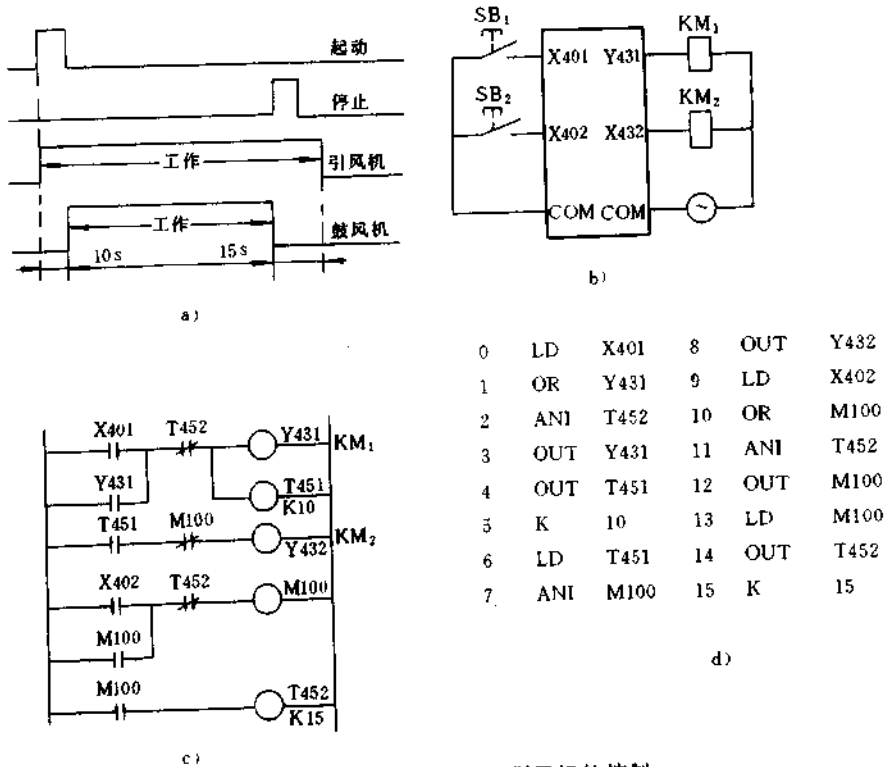 起动
停止
工作
引风机
工作
鼓风机
10s
15s
a)
SB₁
KM₁
X401 Y431
SB₂
KM₂
X402 X432
COM COM
~
b)
X401 T452
Y431 KM₁
Y431
T451
K10
T451 M100
Y432 KM₂
X402 T452
M100
M100
M100
T452
K15
c)
0 LD X401 8 OUT Y432
1 OR Y431 9 LD X402
2 ANI T452 10 OR M100
3 OUT Y431 11 ANI T452
4 OUT T451 12 OUT M100
5 K 10 13 LD M100
6 LD T451 14 OUT T452
7 ANI M100 15 K 15
d)